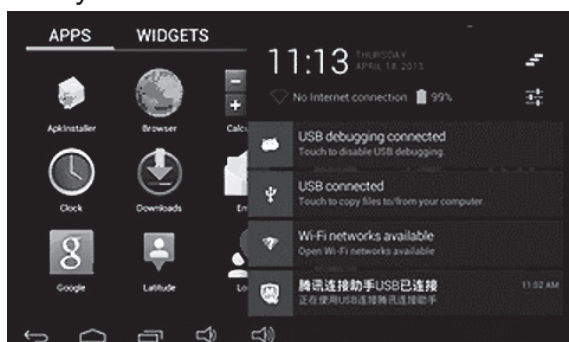 APPS WIDGETS
11:13 THURSDAY
APRIL 18, 2013
No Internet connection 99%
ApkInstaller Browser Calcu
USB debugging connected
Touch to disable USB debugging.
Clock Downloads Em
USB connected
Touch to copy files to/from your computer.
Wi-Fi networks available
Open Wi-Fi networks available
Google Latitude Lo
腾讯连接助手USB已连接 11:02 AM
正在使用USB连接腾讯连接助手